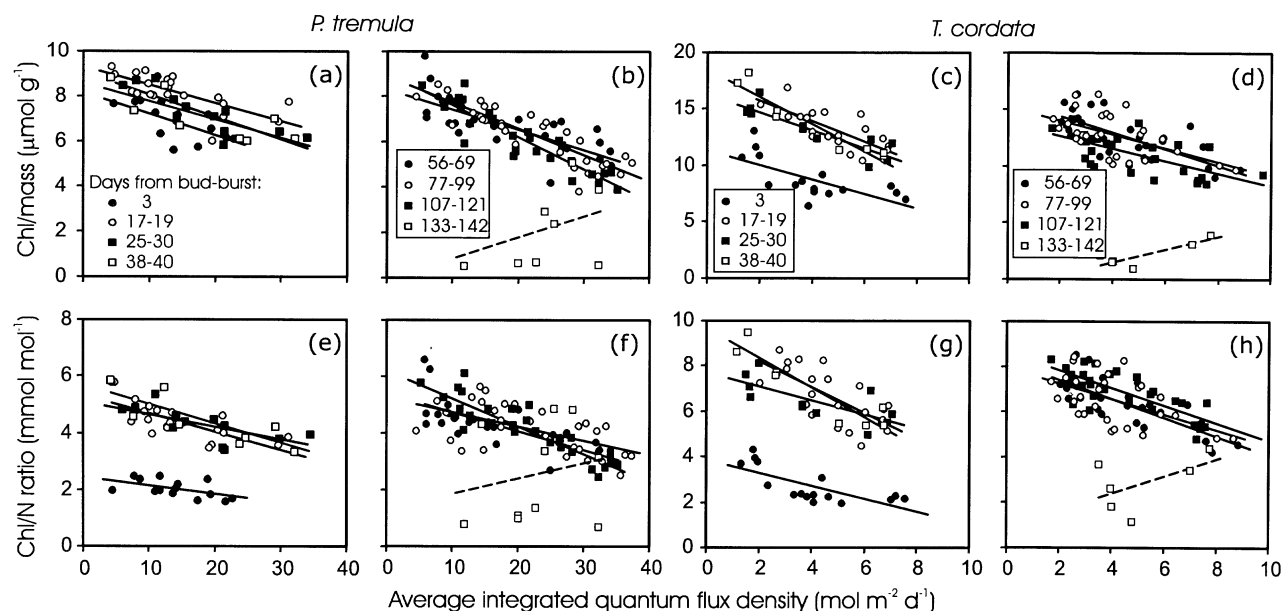 P. tremula
T. cordata
Chl/mass (μmol g⁻¹)
10
8
6
4
2
0
(a)
Days from bud-burst:
3
17-19
25-30
38-40
(b)
56-69
77-99
107-121
133-142
20
15
10
5
0
(c)
3
17-19
25-30
38-40
(d)
56-69
77-99
107-121
133-142
Chl/N ratio (mmol mol⁻¹)
8
6
4
2
0
(e)
(f)
10
8
6
4
2
0
(g)
(h)
0 10 20 30 40
0 10 20 30 40
0 2 4 6 8 10
0 2 4 6 8 10
Average integrated quantum flux density (mol m⁻² d⁻¹)